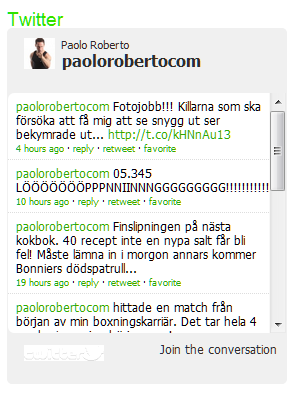 Twitter
Paolo Roberto
paolorobertocom
paolorobertocom Fotojobb!!! Killarna som ska
försöka att få mig att se snygg ut ser
bekymrade ut... http://t.co/kHNnAu13
4 hours ago · reply · retweet · favorite
paolorobertocom 05.345
LÖÖÖÖÖÖÖPPPNNIINNNGGGGGGGGG!!!!!!!!!!!
10 hours ago · reply · retweet · favorite
paolorobertocom Finslipningen på nästa
kokbok. 40 recept inte en nypa salt får bli
fel! Måste lämna in i morgon annars kommer
Bonniers dödspatrull...
19 hours ago · reply · retweet · favorite
paolorobertocom hittade en match från
början av min boxningskarriär. Det tar hela 4
twitter
Join the conversation